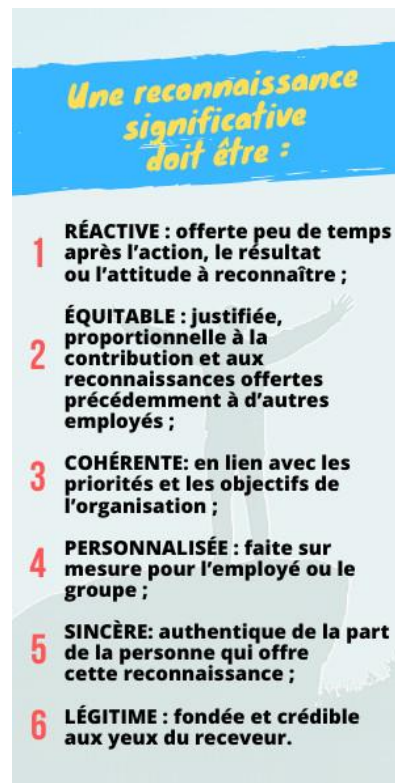 Une reconnaissance
significative
doit être :
1 RÉACTIVE : offerte peu de temps
après l'action, le résultat
ou l'attitude à reconnaître ;
2 ÉQUITABLE : justifiée,
proportionnelle à la
contribution et aux
reconnaissances offertes
précédemment à d'autres
employés ;
3 COHÉRENTE: en lien avec les
priorités et les objectifs de
l'organisation ;
4 PERSONNALISÉE : faite sur
mesure pour l'employé ou le
groupe ;
5 SINCÈRE: authentique de la part
de la personne qui offre
cette reconnaissance ;
6 LÉGITIME : fondée et crédible
aux yeux du receveur.